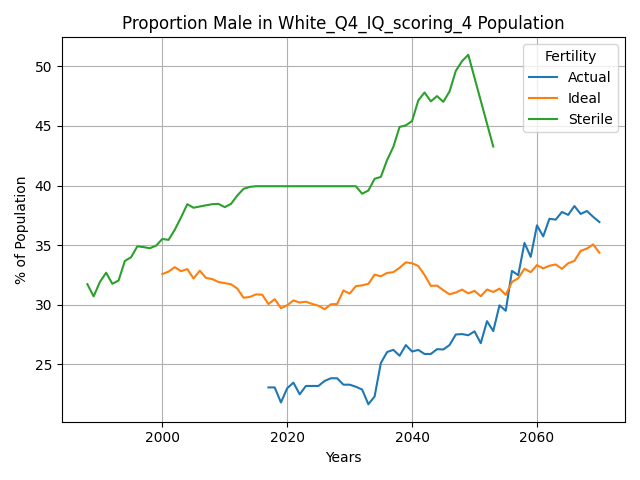 Proportion Male in White_Q4_IQ_scoring_4 Population
Fertility
Actual
Ideal
Sterile
% of Population
50
45
40
35
30
25
2000
2020
2040
2060
Years